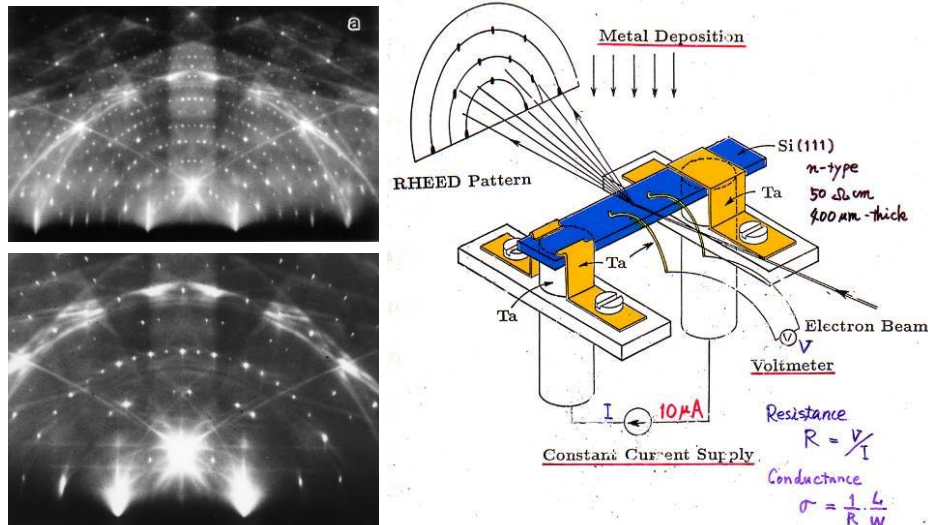 a
Metal Deposition
Si(111)
n-type
50 Ω cm
400 μm-thick
RHEED Pattern
Ta
Ta
Ta
Electron Beam
V
V
Voltmeter
I
10μA
Constant Current Supply
Resistance
R = V/I
Conductance
σ = 1/R · L/W